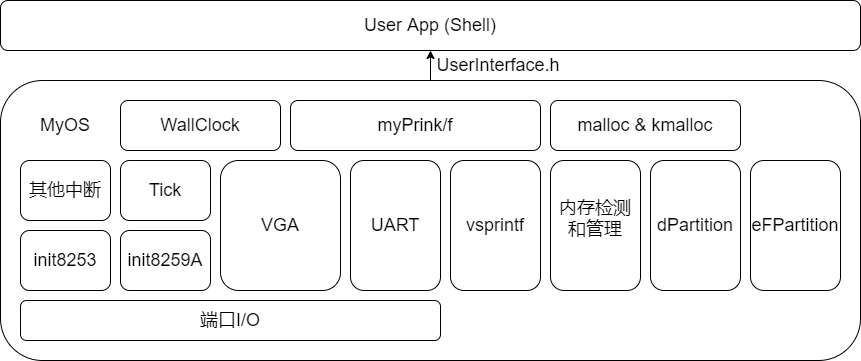 User App (Shell)
UserInterface.h
MyOS
WallClock
myPrink/f
malloc & kmalloc
其他中断
Tick
VGA
UART
vsprintf
内存检测
和管理
dPartition
eFPartition
init8253
init8259A
端口I/O